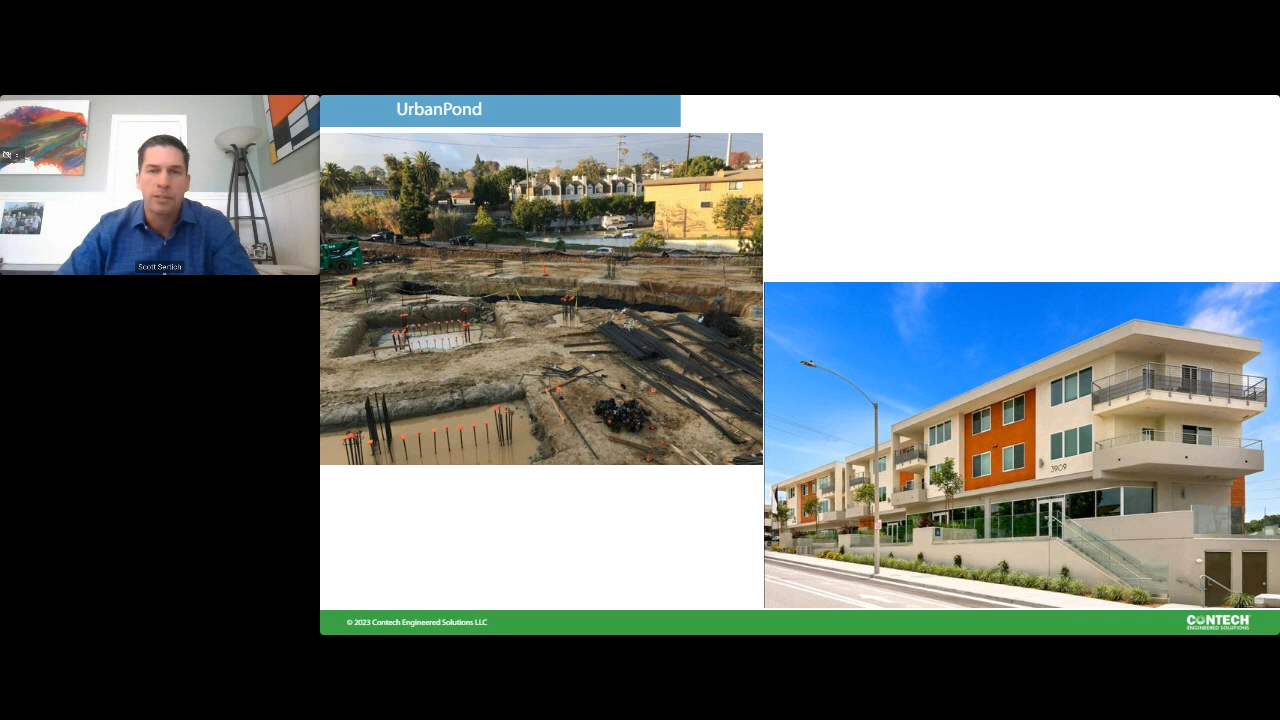 UrbanPond
Scott Sertich
3909
© 2023 Contech Engineered Solutions LLC
CONTECH
ENGINEERED SOLUTIONS